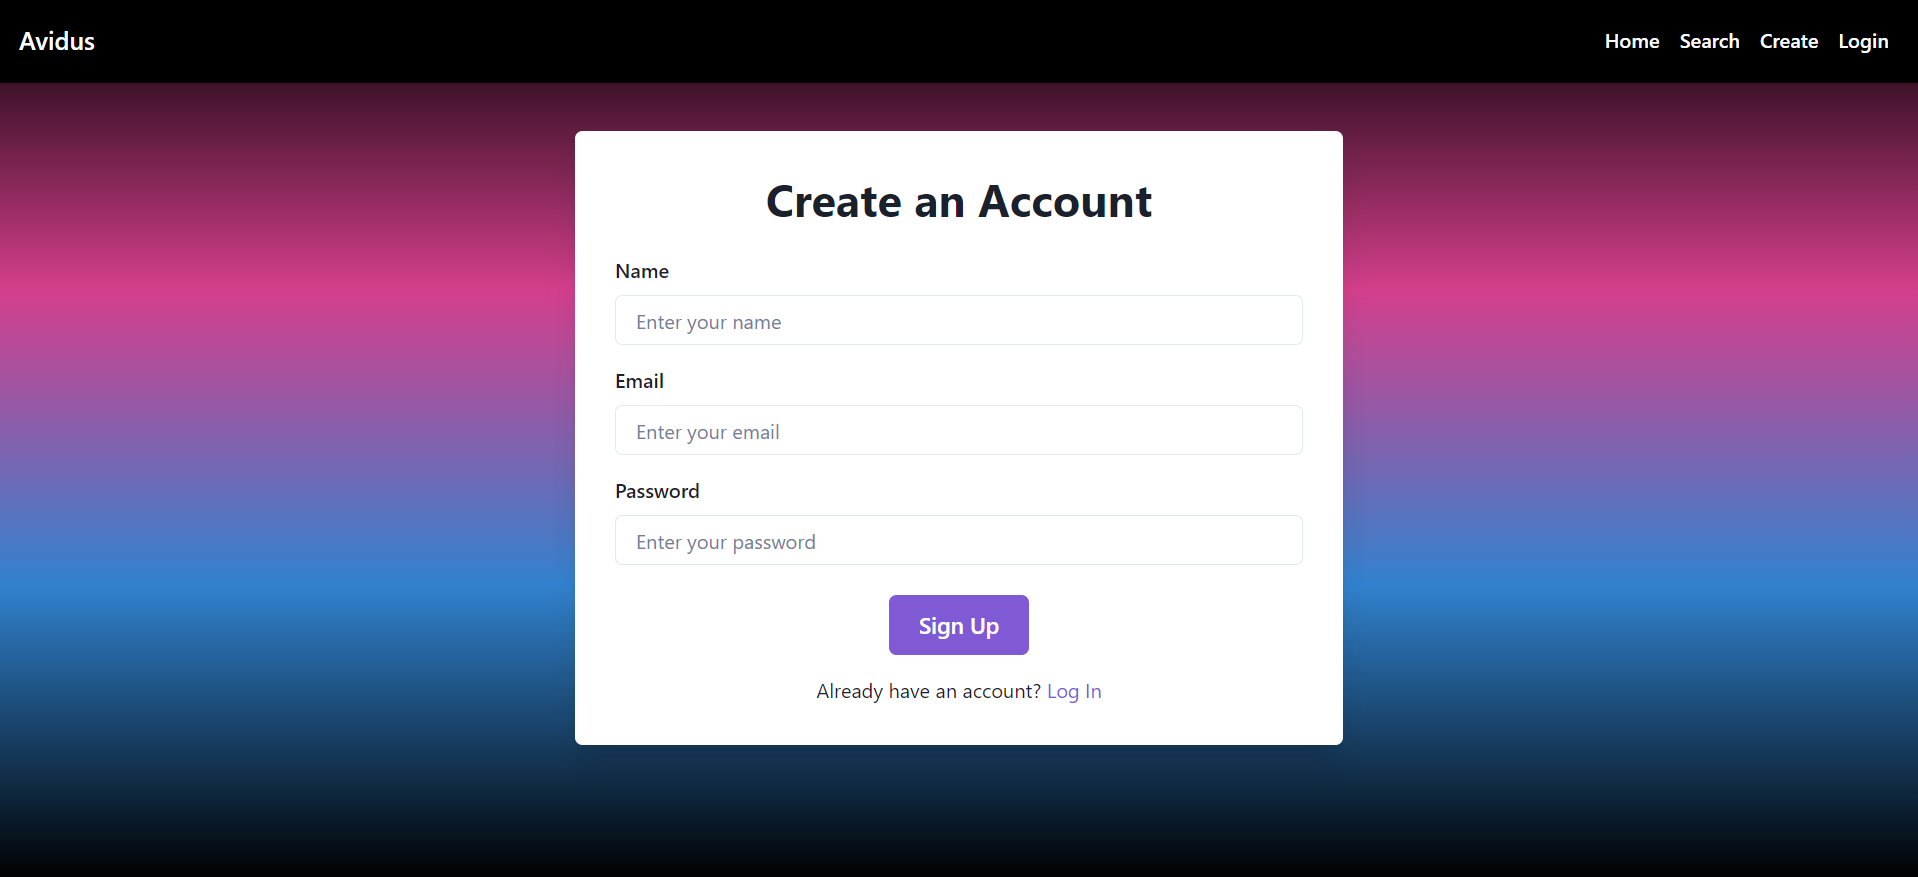 Avidus
Home Search Create Login
Create an Account
Name
Enter your name
Email
Enter your email
Password
Enter your password
Sign Up
Already have an account? Log In